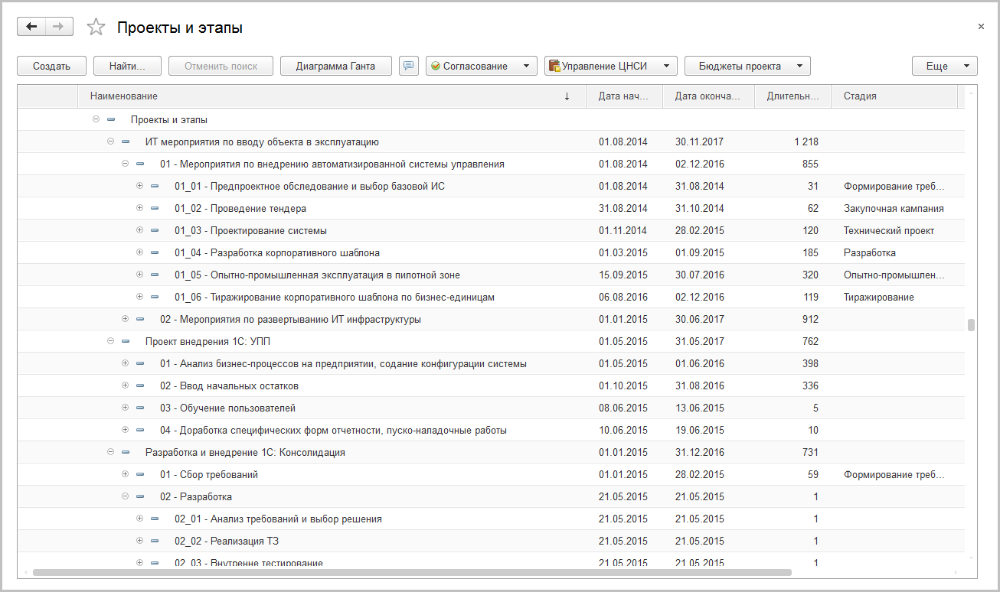 Проекты и этапы
Создать Найти... Отменить поиск Диаграмма Ганта Согласование Управление ЦНСИ Бюджеты проекта Еще
Наименование ↓ Дата нач... Дата оконча... Длительн... Стадия
Проекты и этапы
ИТ мероприятия по вводу объекта в эксплуатацию 01.08.2014 30.11.2017 1 218
01 - Мероприятия по внедрению автоматизированной системы управления 01.08.2014 02.12.2016 855
01_01 - Предпроектное обследование и выбор базовой ИС 01.08.2014 31.08.2014 31 Формирование треб...
01_02 - Проведение тендера 31.08.2014 31.10.2014 62 Закупочная кампания
01_03 - Проектирование системы 01.11.2014 28.02.2015 120 Технический проект
01_04 - Разработка корпоративного шаблона 01.03.2015 01.09.2015 185 Разработка
01_05 - Опытно-промышленная эксплуатация в пилотной зоне 15.09.2015 30.07.2016 320 Опытно-промышлен...
01_06 - Тиражирование корпоративного шаблона по бизнес-единицам 06.08.2016 02.12.2016 119 Тиражирование
02 - Мероприятия по развертыванию ИТ инфраструктуры 01.01.2015 30.06.2017 912
Проект внедрения 1С: УПП 01.05.2015 31.05.2017 762
01 - Анализ бизнес-процессов на предприятии, содание конфигурации системы 01.05.2015 01.06.2016 398
02 - Ввод начальных остатков 01.10.2015 31.08.2016 336
03 - Обучение пользователей 08.06.2015 13.06.2015 5
04 - Доработка специфических форм отчетности, пуско-наладочные работы 10.06.2015 19.06.2015 10
Разработка и внедрение 1С: Консолидация 01.01.2015 31.12.2016 731
01 - Сбор требований 01.01.2015 28.02.2015 59 Формирование треб...
02 - Разработка 21.05.2015 21.05.2015 1
02_01 - Анализ требований и выбор решения 21.05.2015 21.05.2015 1
02_02 - Реализация ТЗ 21.05.2015 21.05.2015 1
02_03 - Внутренне тестирование 21.05.2015 21.05.2015 1